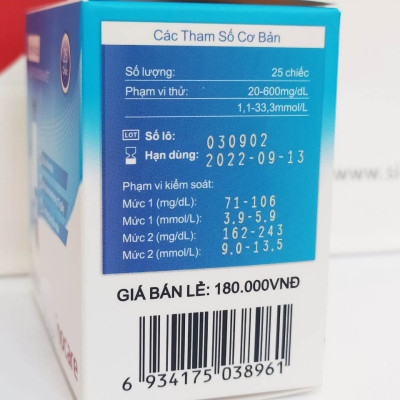 Các Tham Số Cơ Bản
Số lượng: 25 chiếc
Phạm vi thử: 20-600mg/dL
1,1-33,3mmol/L
LOT Số lô: 030902
Hạn dùng: 2022-09-13
Phạm vi kiểm soát:
Mức 1 (mg/dL): 71-106
Mức 1 (mmol/L): 3.9-5.9
Mức 2 (mg/dL): 162-243
Mức 2 (mmol/L): 9.0-13.5
GIÁ BÁN LẺ: 180.000VNĐ
6 934175 038961
ocare
www.si